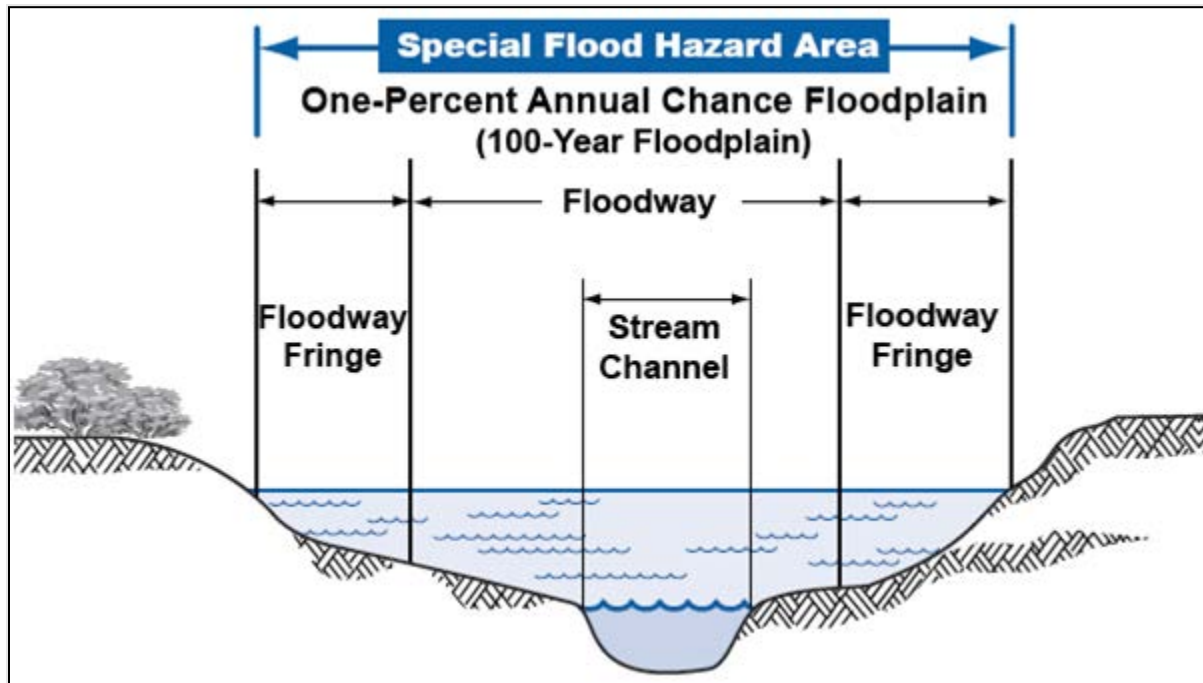 Special Flood Hazard Area
One-Percent Annual Chance Floodplain
(100-Year Floodplain)
Floodway
Floodway
Fringe
Stream
Channel
Floodway
Fringe